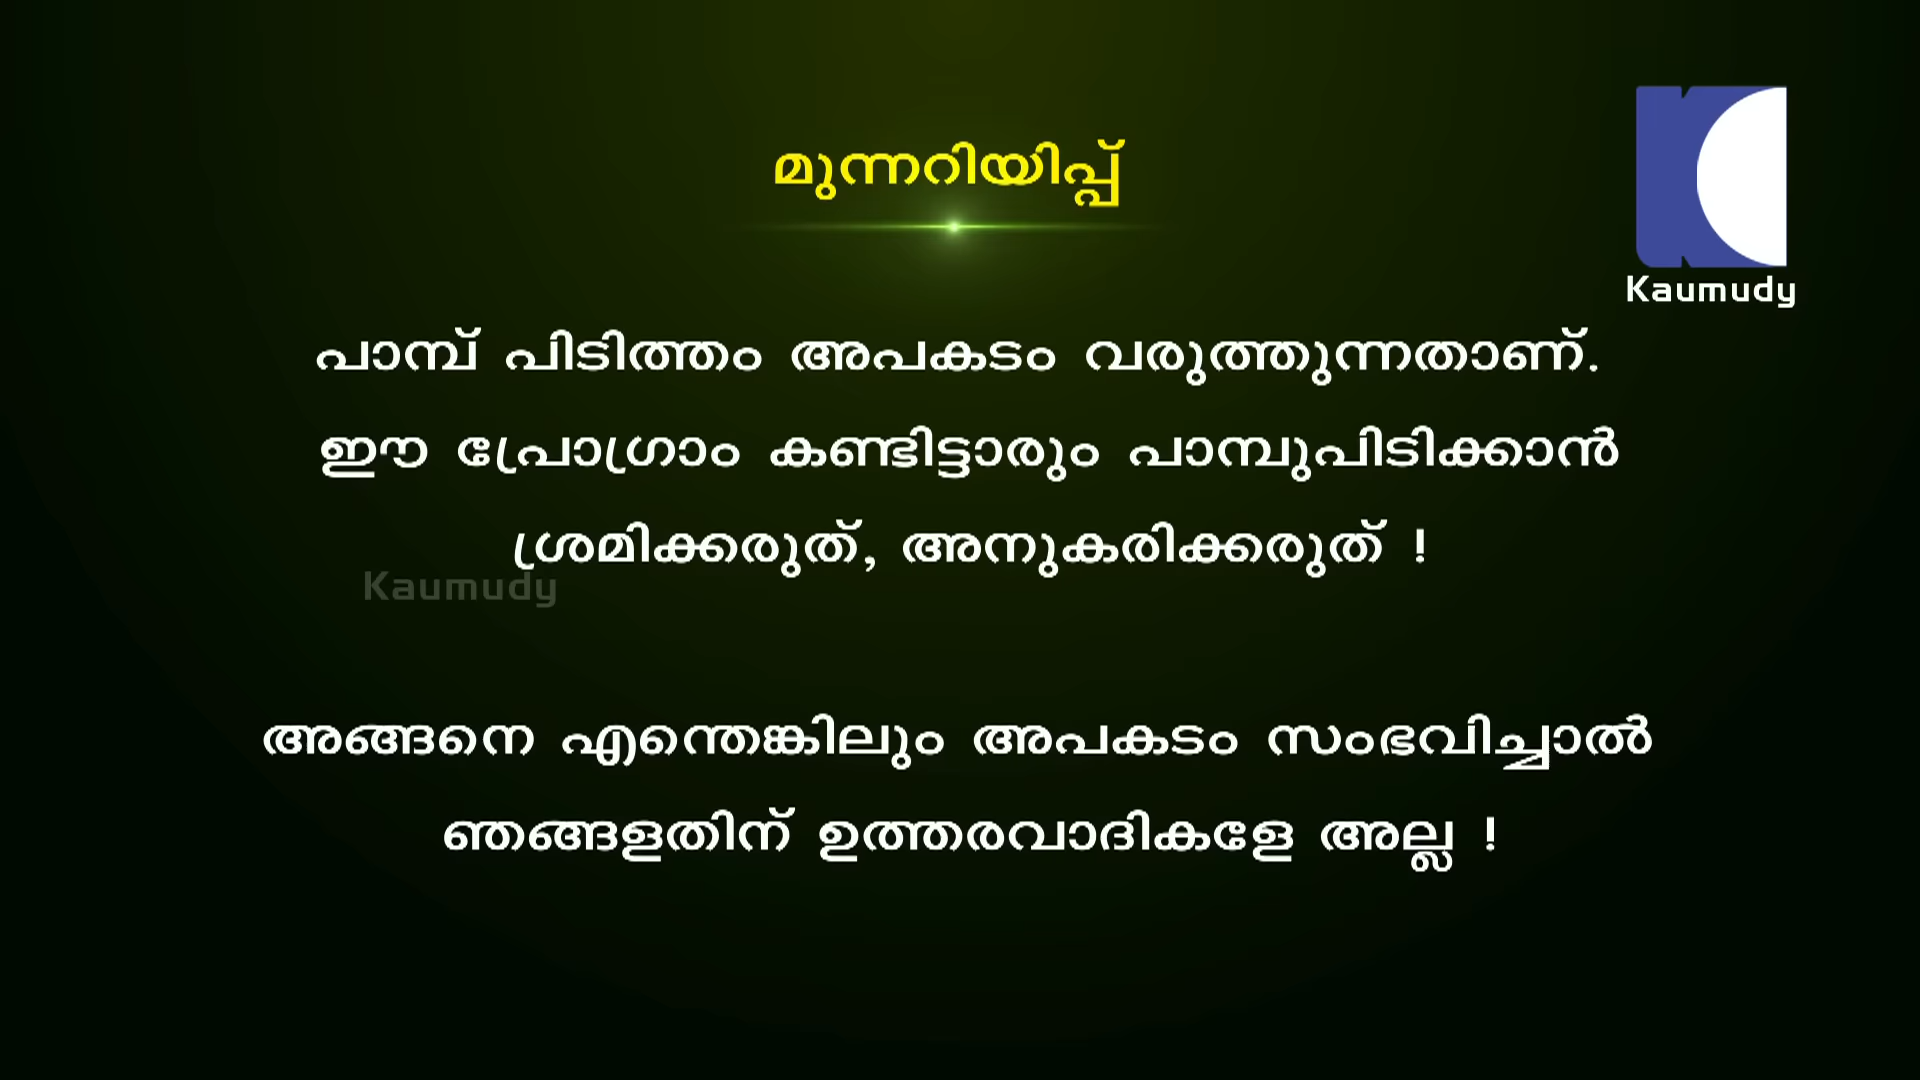 മുന്നറിയിപ്പ്
Kaumudy
പാമ്പ് പിടിത്തം അപകടം വരുത്തുന്നതാണ്.
ഈ പ്രോഗ്രാം കണ്ടിട്ടാരും പാമ്പുപിടിക്കാൻ
ശ്രമിക്കരുത്, അനുകരിക്കരുത് !
Kaumudy
അങ്ങനെ എന്തെങ്കിലും അപകടം സംഭവിച്ചാൽ
ഞങ്ങളതിന് ഉത്തരവാദികളേ അല്ല !